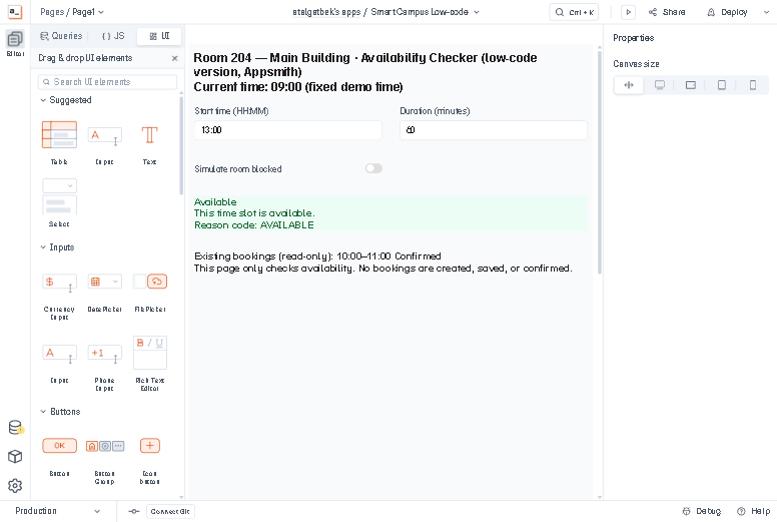 Pages / Page1
atalgatbek's apps / SmartCampus Low-code
Ctrl + K
Share
Deploy
Editor
Queries
JS
UI
Drag & drop UI elements
Search UI elements
Suggested
Table
Input
Text
Select
Inputs
Currency Input
DatePicker
FilePicker
Input
Phone Input
Rich Text Editor
Buttons
OK
Button
Button Group
Icon button
Room 204 — Main Building · Availability Checker (low-code
version, Appsmith)
Current time: 09:00 (fixed demo time)
Start time (HH:MM)
Duration (minutes)
13:00
60
Simulate room blocked
Available
This time slot is available.
Reason code: AVAILABLE
Existing bookings (read-only): 10:00–11:00 Confirmed
This page only checks availability. No bookings are created, saved, or confirmed.
Properties
Canvas size
Production
Connect Git
Debug
Help